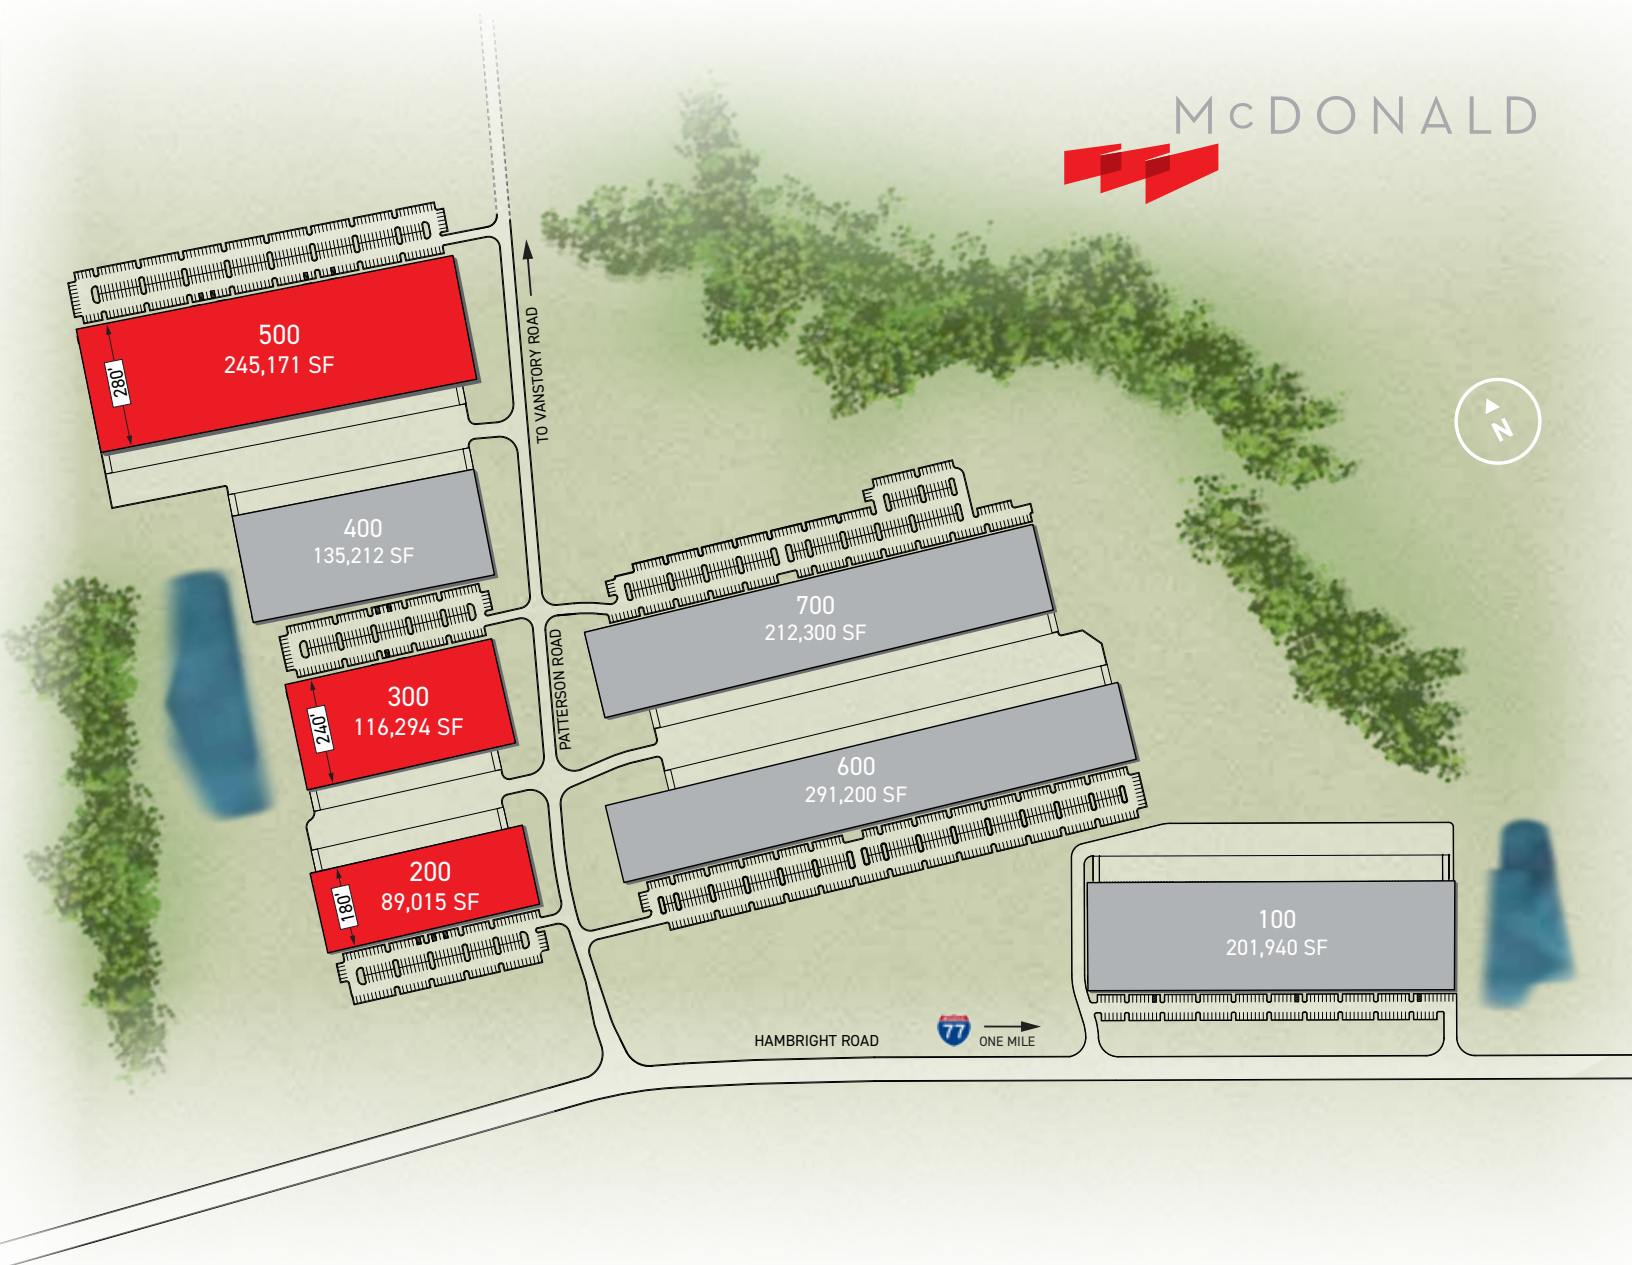 McDONALD
500
245,171 SF
280'
TO VANSTORY ROAD
N
400
135,212 SF
700
212,300 SF
PATTERSON ROAD
300
116,294 SF
240'
600
291,200 SF
200
89,015 SF
180'
100
201,940 SF
HAMBRIGHT ROAD
77
ONE MILE